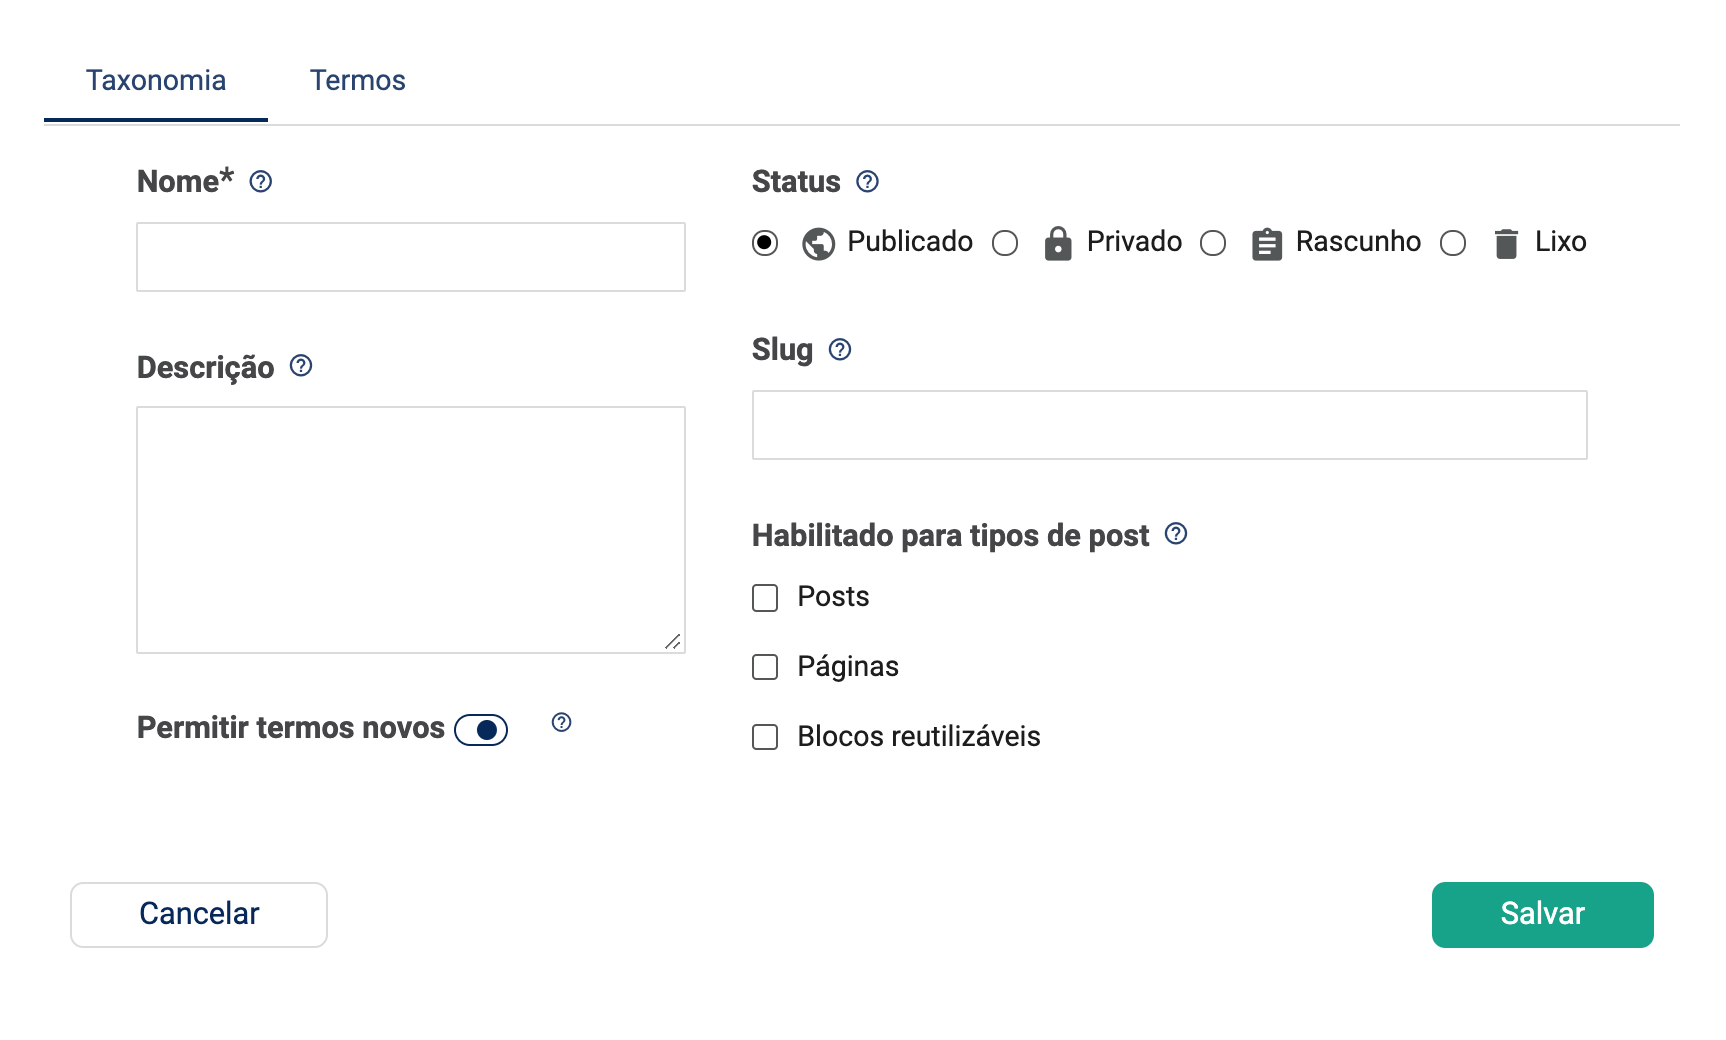 Taxonomia
Termos
Nome*
Descrição
Permitir termos novos
Status
Publicado
Privado
Rascunho
Lixo
Slug
Habilitado para tipos de post
Posts
Páginas
Blocos reutilizáveis
Cancelar
Salvar